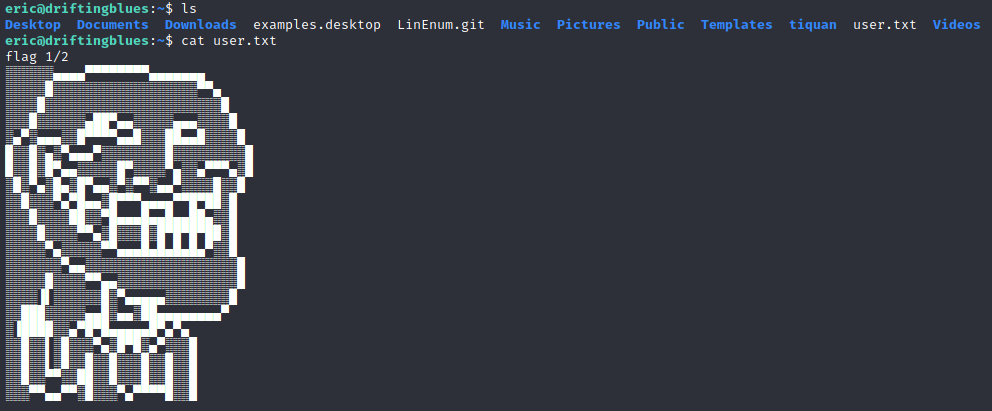 eric@driftingblues:~$ ls
Desktop Documents Downloads examples.desktop LinEnum.git Music Pictures Public Templates tiquan user.txt Videos
eric@driftingblues:~$ cat user.txt
flag 1/2